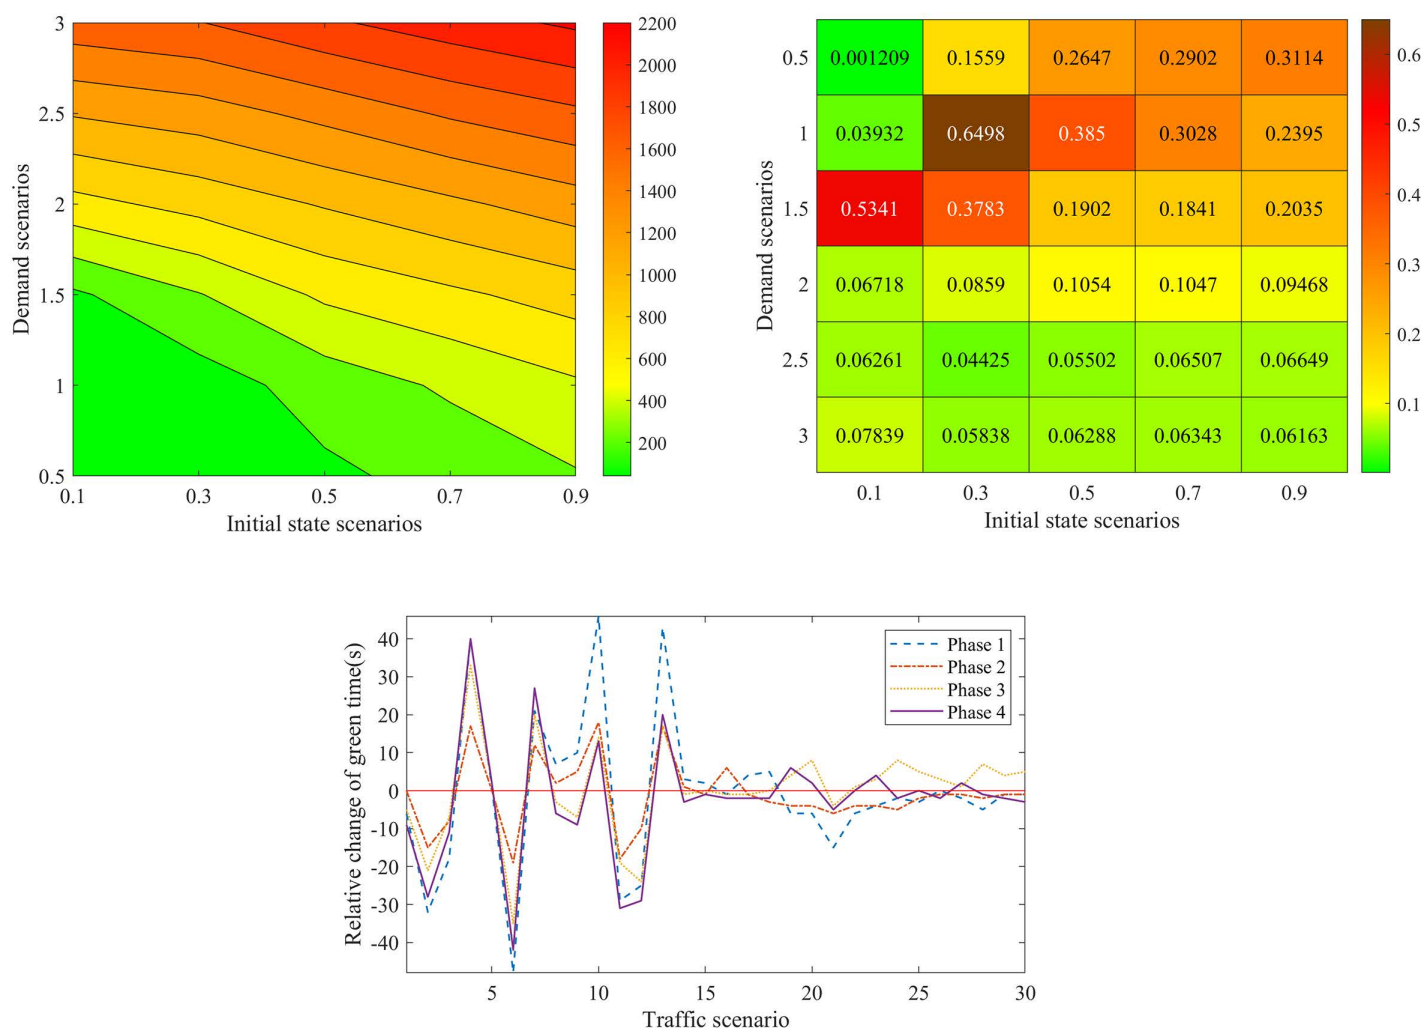 3
2.5
2
1.5
1
0.5
Demand scenarios
0.1 0.3 0.5 0.7 0.9
Initial state scenarios
2200
2000
1800
1600
1400
1200
1000
800
600
400
200
0.5 0.001209 0.1559 0.2647 0.2902 0.3114
1 0.03932 0.6498 0.385 0.3028 0.2395
1.5 0.5341 0.3783 0.1902 0.1841 0.2035
2 0.06718 0.0859 0.1054 0.1047 0.09468
2.5 0.06261 0.04425 0.05502 0.06507 0.06649
3 0.07839 0.05838 0.06288 0.06343 0.06163
Demand scenarios
0.1 0.3 0.5 0.7 0.9
Initial state scenarios
0.6
0.5
0.4
0.3
0.2
0.1
40
30
20
10
0
-10
-20
-30
-40
Relative change of green time(s)
Phase 1
Phase 2
Phase 3
Phase 4
5 10 15 20 25 30
Traffic scenario